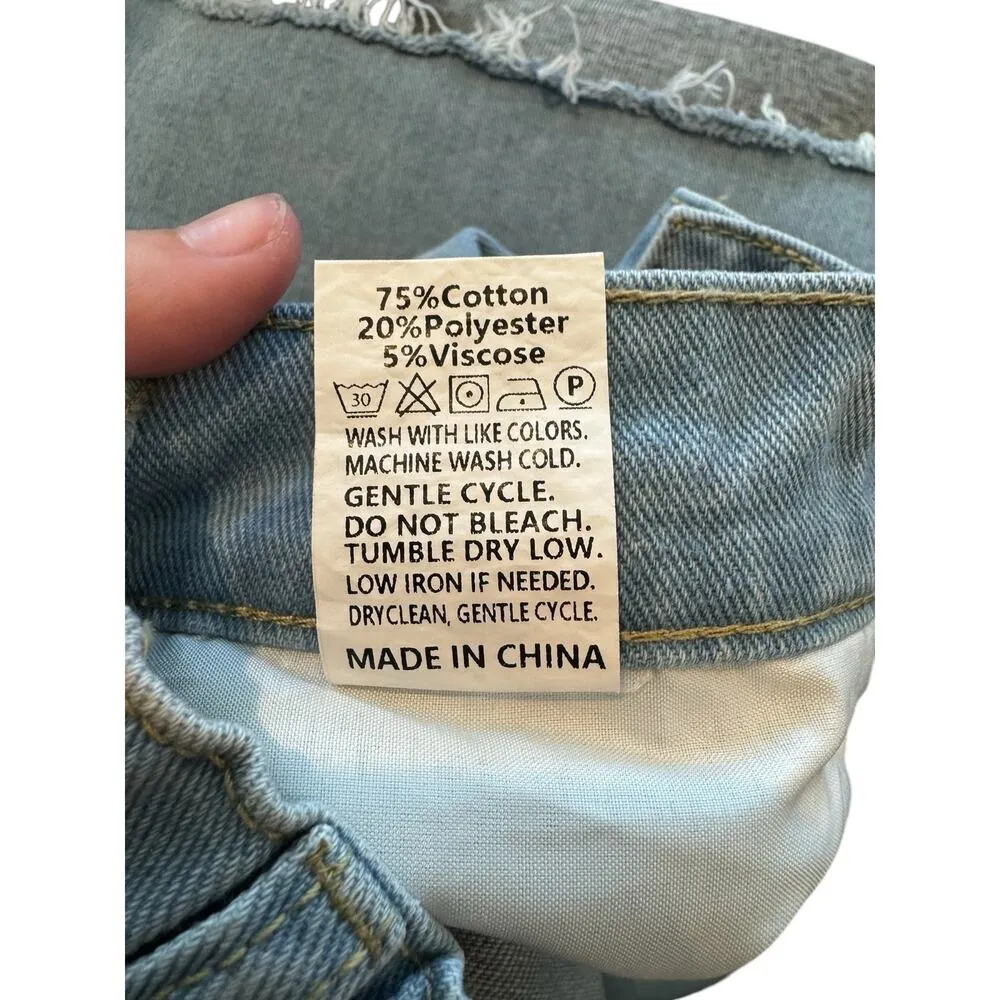 75%Cotton
20%Polyester
5%Viscose
30 P
WASH WITH LIKE COLORS.
MACHINE WASH COLD.
GENTLE CYCLE.
DO NOT BLEACH.
TUMBLE DRY LOW.
LOW IRON IF NEEDED.
DRYCLEAN, GENTLE CYCLE.
MADE IN CHINA